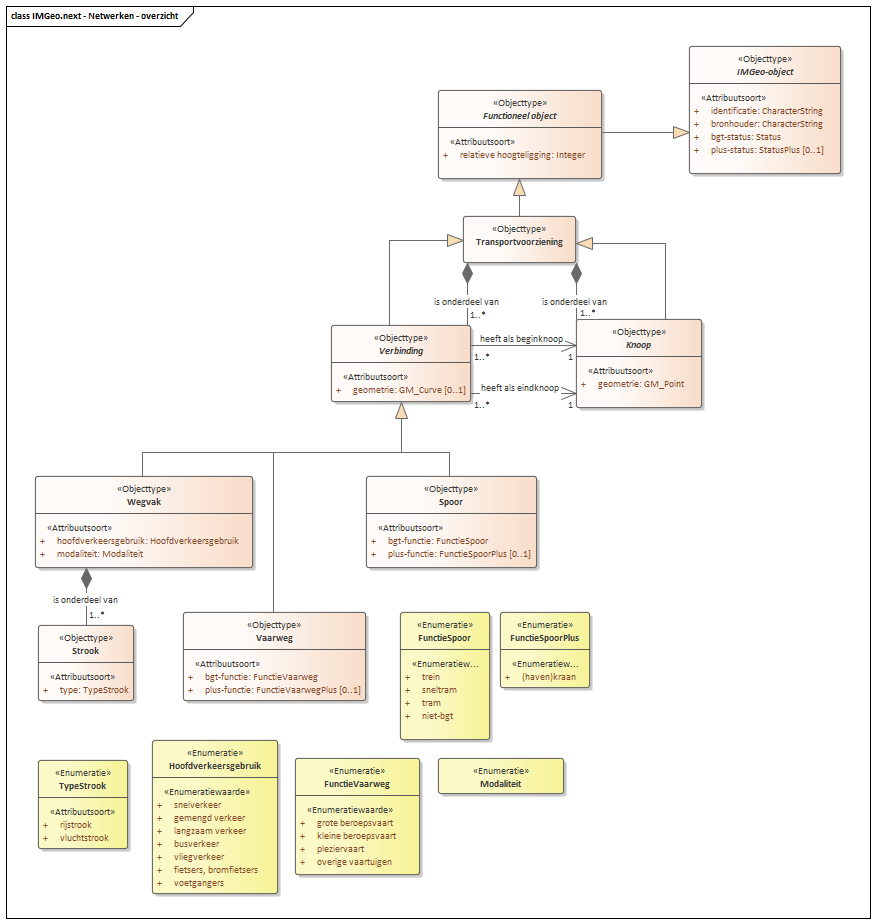 class IMGeo.next - Netwerken - overzicht
«Objecttype»
IMGeo-object
«Attribuutsoort»
+ identificatie: CharacterString
+ bronhouder: CharacterString
+ bgt-status: Status
+ plus-status: StatusPlus [0..1]
«Objecttype»
Functioneel object
«Attribuutsoort»
+ relatieve hoogteligging: Integer
«Objecttype»
Transportvoorziening
is onderdeel van
1..*
is onderdeel van
1..*
«Objecttype»
Verbinding
«Attribuutsoort»
+ geometrie: GM_Curve [0..1]
heeft als beginknoop
1..*
1
heeft als eindknoop
1..*
1
«Objecttype»
Knoop
«Attribuutsoort»
+ geometrie: GM_Point
«Objecttype»
Wegvak
«Attribuutsoort»
+ hoofdverkeersgebruik: Hoofdverkeersgebruik
+ modaliteit: Modaliteit
«Objecttype»
Spoor
«Attribuutsoort»
+ bgt-functie: FunctieSpoor
+ plus-functie: FunctieSpoorPlus [0..1]
is onderdeel van
1..*
«Objecttype»
Strook
«Attribuutsoort»
+ type: TypeStrook
«Objecttype»
Vaarweg
«Attribuutsoort»
+ bgt-functie: FunctieVaarweg
+ plus-functie: FunctieVaarwegPlus [0..1]
«Enumeratie»
FunctieSpoor
«Enumeratiew...
+ trein
+ sneltram
+ tram
+ niet-bgt
«Enumeratie»
FunctieSpoorPlus
«Enumeratiew...
+ (haven)kraan
«Enumeratie»
TypeStrook
«Attribuutsoort»
+ rijstrook
+ vluchtstrook
«Enumeratie»
Hoofdverkeersgebruik
«Enumeratiewaarde»
+ snelverkeer
+ gemengd verkeer
+ langzaam verkeer
+ busverkeer
+ vliegverkeer
+ fietsers, bromfietsers
+ voetgangers
«Enumeratie»
FunctieVaarweg
«Enumeratiewaarde»
+ grote beroepsvaart
+ kleine beroepsvaart
+ pleziervaart
+ overige vaartuigen
«Enumeratie»
Modaliteit